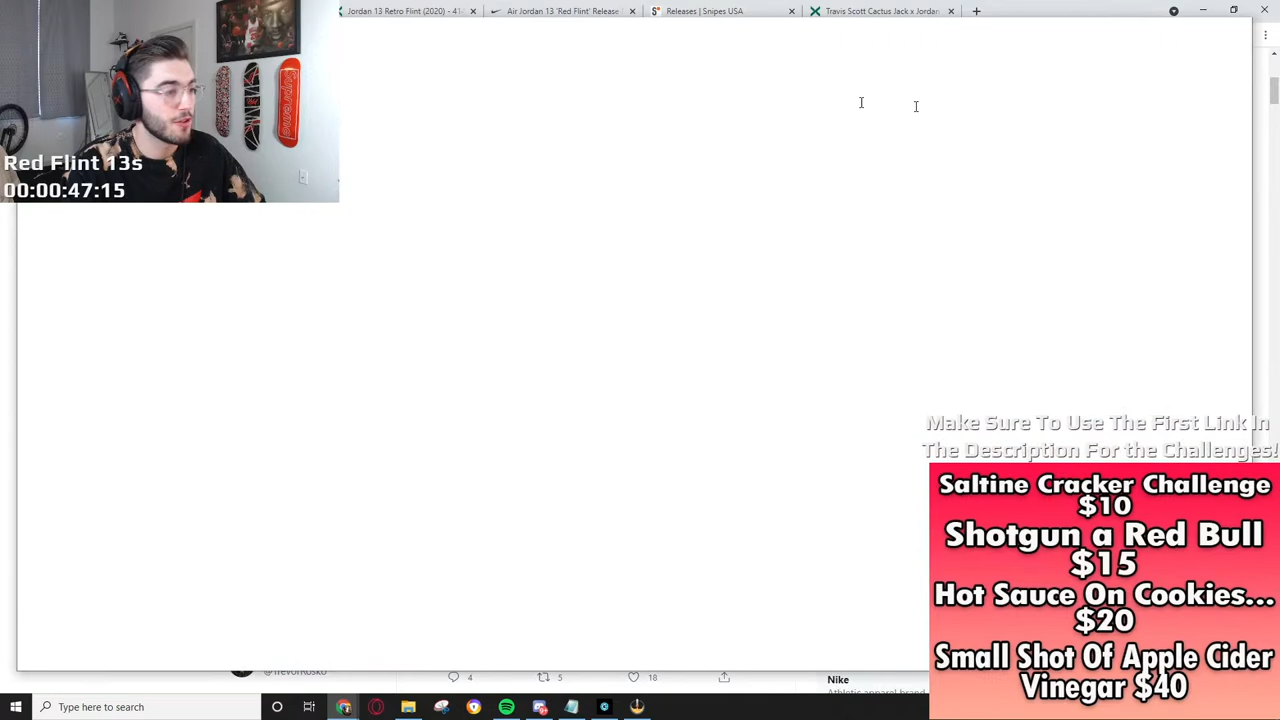 Jordan 13 Retro Flint (2020) - 414
Air Jordan 13 'Red Flint' Release
Releases | Snipes USA
Travis Scott Cactus Jack x Jordan
Supreme
Red Flint 13s
00:00:47:15
Make Sure To Use The First Link In
The Description For the Challenges!
Saltine Cracker Challenge
$10
Shotgun a Red Bull
$15
Hot Sauce On Cookies...
$20
Small Shot Of Apple Cider
Vinegar $40
@TrevorRosko
4
5
18
Nike
Type here to search